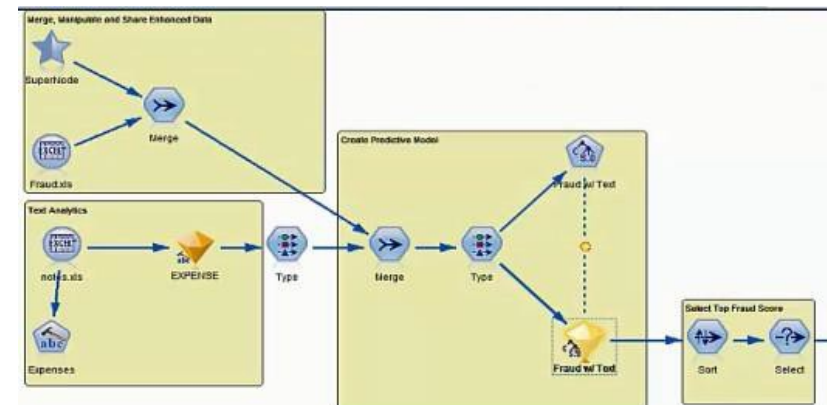 Merge, Manipulate and Share Enhanced Data
SuperNode
Merge
Fraud.xls
Text Analytics
notes.xls
EXPENSE
Type
Expenses
Create Predictive Model
Fraud w/ Text
Merge
Type
Fraud w/ Text
Select Top Fraud Score
Sort
Select